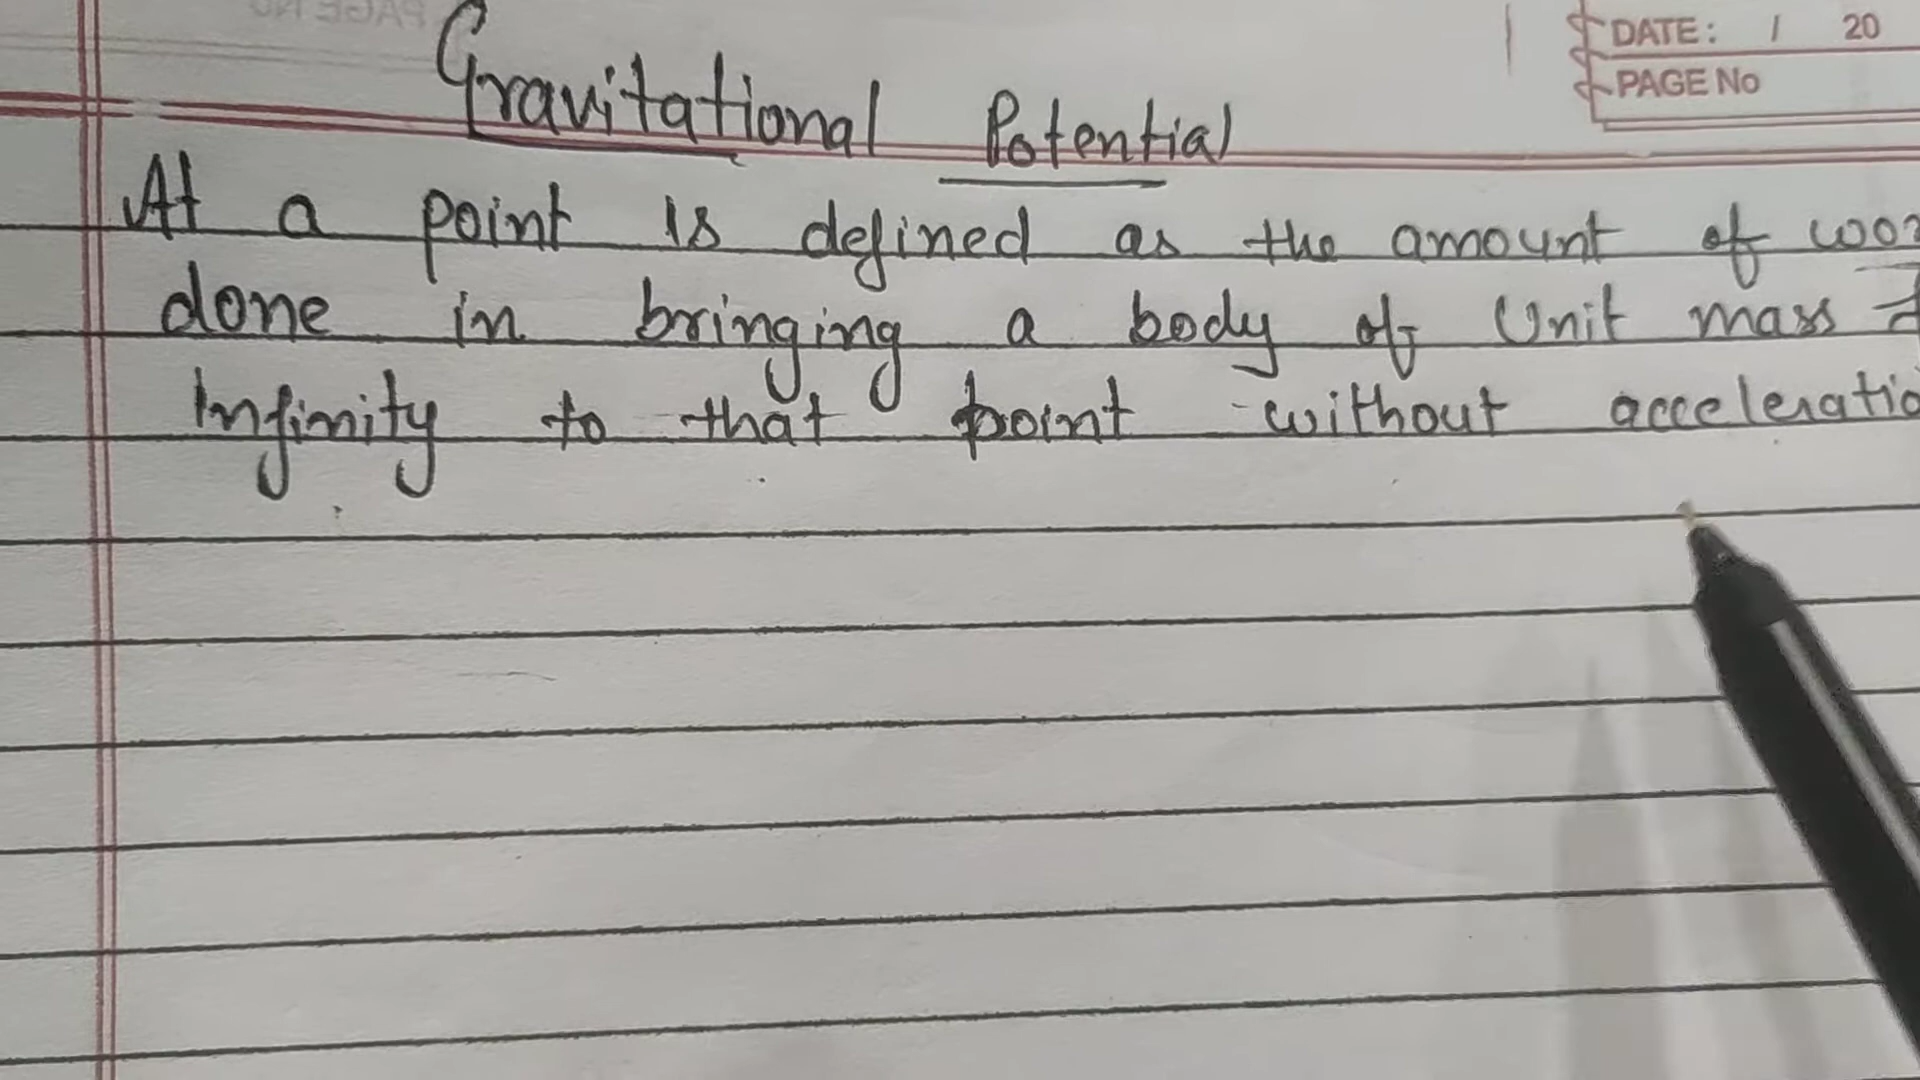 DATE: / 20
PAGE No
Gravitational Potential
At a point is defined as the amount of
done in bringing a body of Unit mass
Infinity to that point without acceleratio